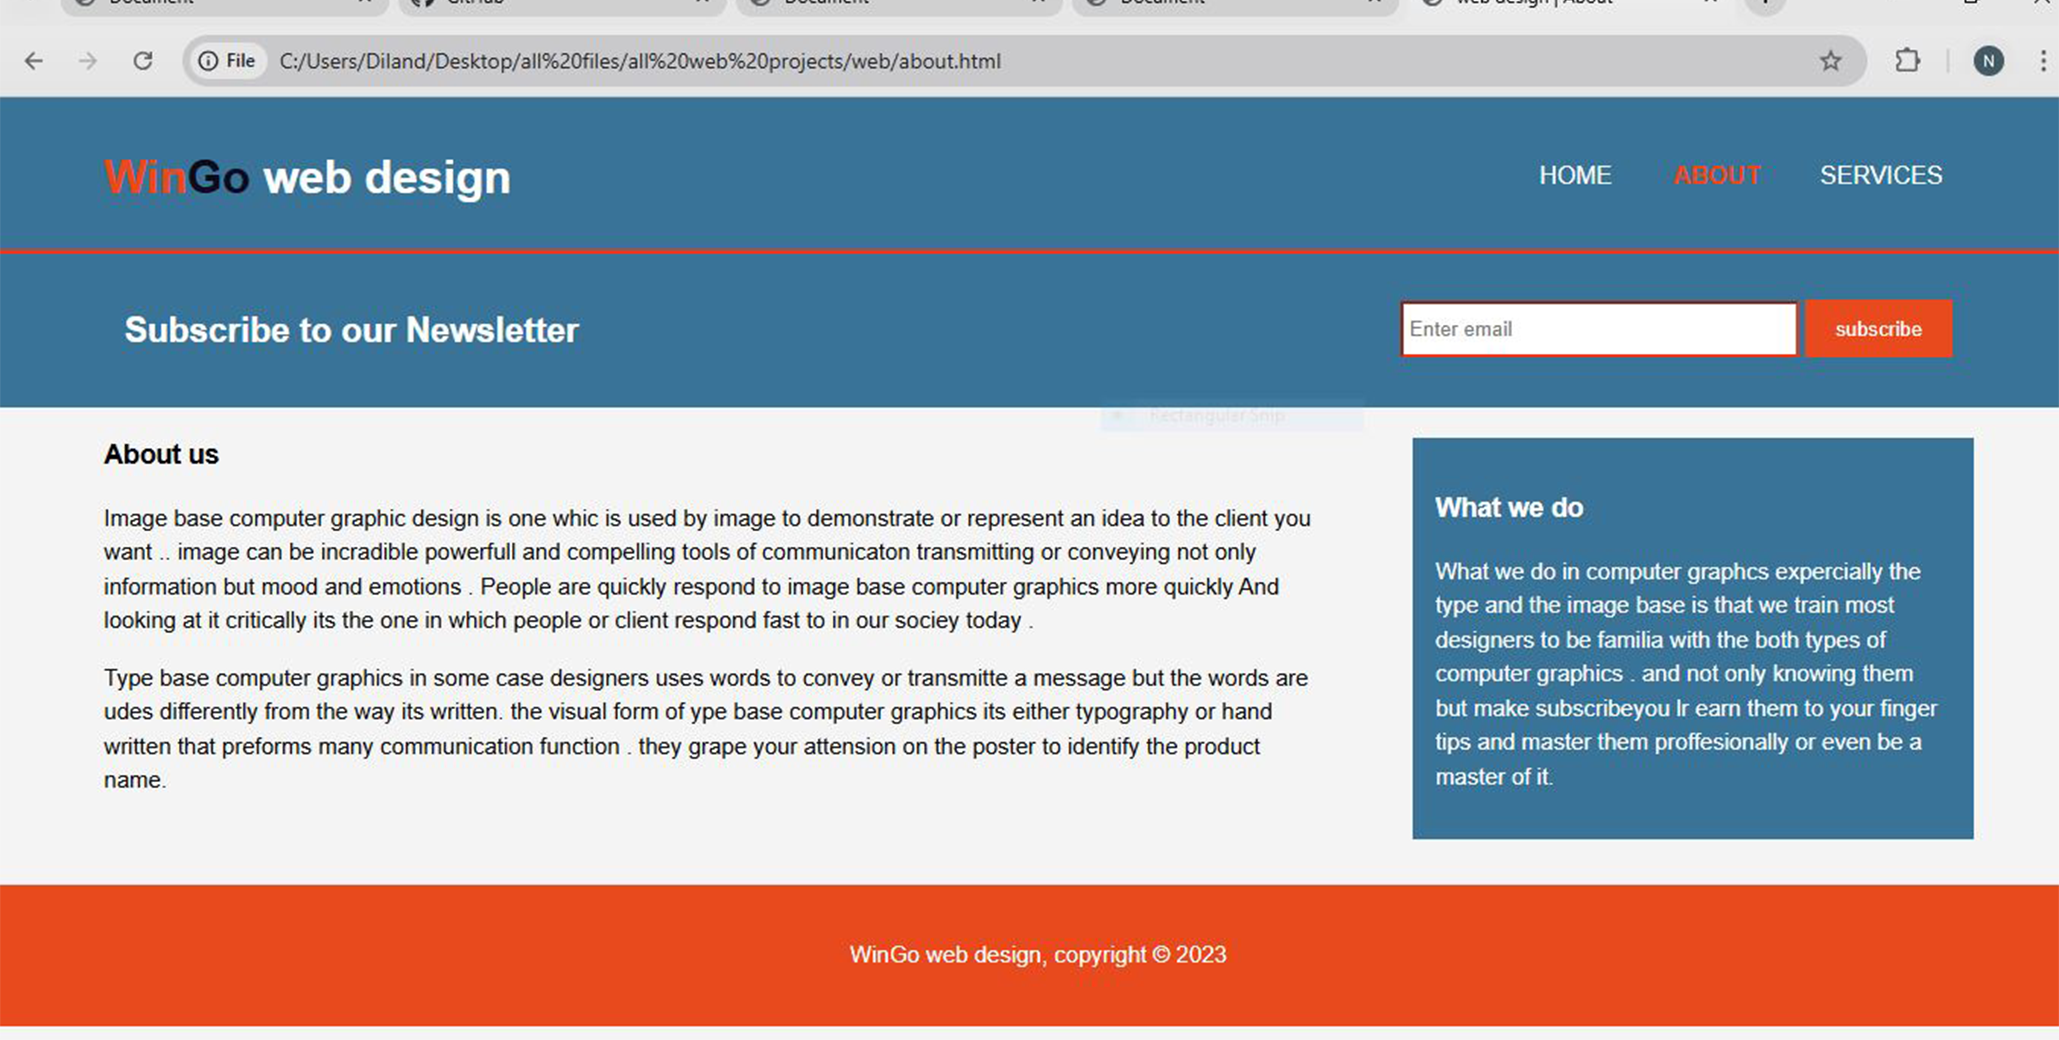 Document
GitHub
Document
Document
web design | About
File
C:/Users/Diland/Desktop/all%20files/all%20web%20projects/web/about.html
N
WinGo web design
HOME
ABOUT
SERVICES
Subscribe to our Newsletter
Enter email
subscribe
Rectangular Snip
About us
Image base computer graphic design is one whic is used by image to demonstrate or represent an idea to the client you
want .. image can be incradible powerfull and compelling tools of communicaton transmitting or conveying not only
information but mood and emotions . People are quickly respond to image base computer graphics more quickly And
looking at it critically its the one in which people or client respond fast to in our sociey today .
Type base computer graphics in some case designers uses words to convey or transmitte a message but the words are
udes differently from the way its written. the visual form of ype base computer graphics its either typography or hand
written that preforms many communication function . they grape your attension on the poster to identify the product
name.
What we do
What we do in computer graphcs expercially the
type and the image base is that we train most
designers to be familia with the both types of
computer graphics . and not only knowing them
but make subscribeyou lr earn them to your finger
tips and master them proffesionally or even be a
master of it.
WinGo web design, copyright © 2023